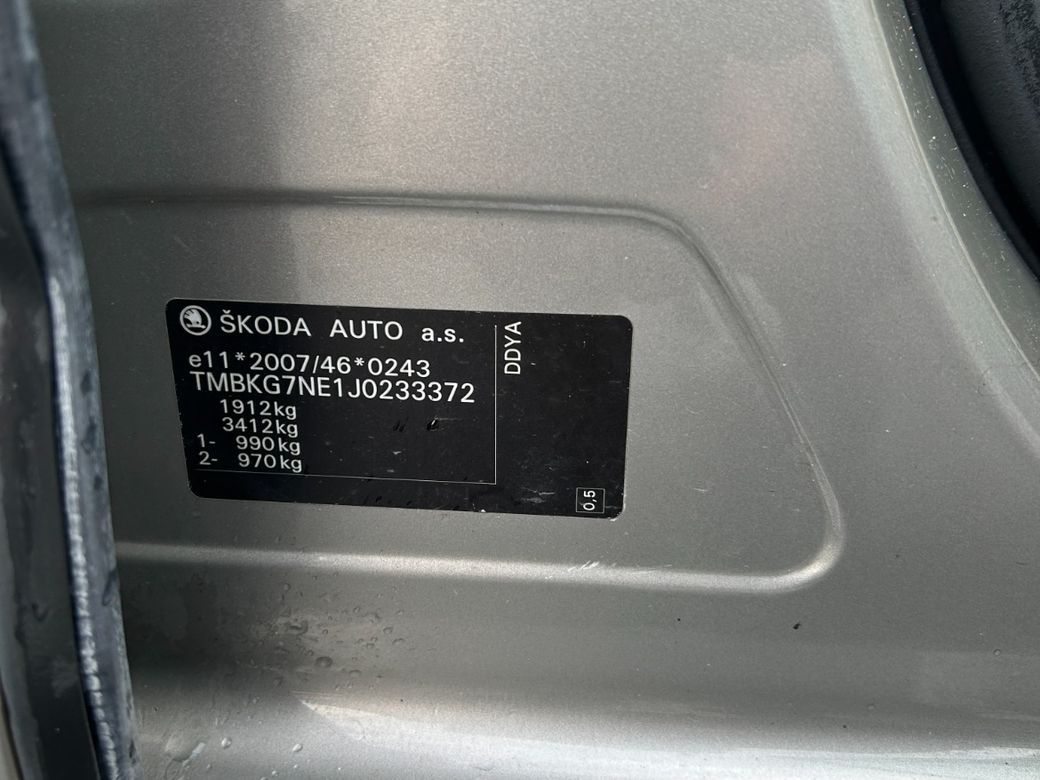 ŠKODA AUTO a.s.
e11*2007/46*0243
TMBKG7NE1J0233372
1912kg
3412kg
1- 990kg
2- 970kg
DDYA
0,5